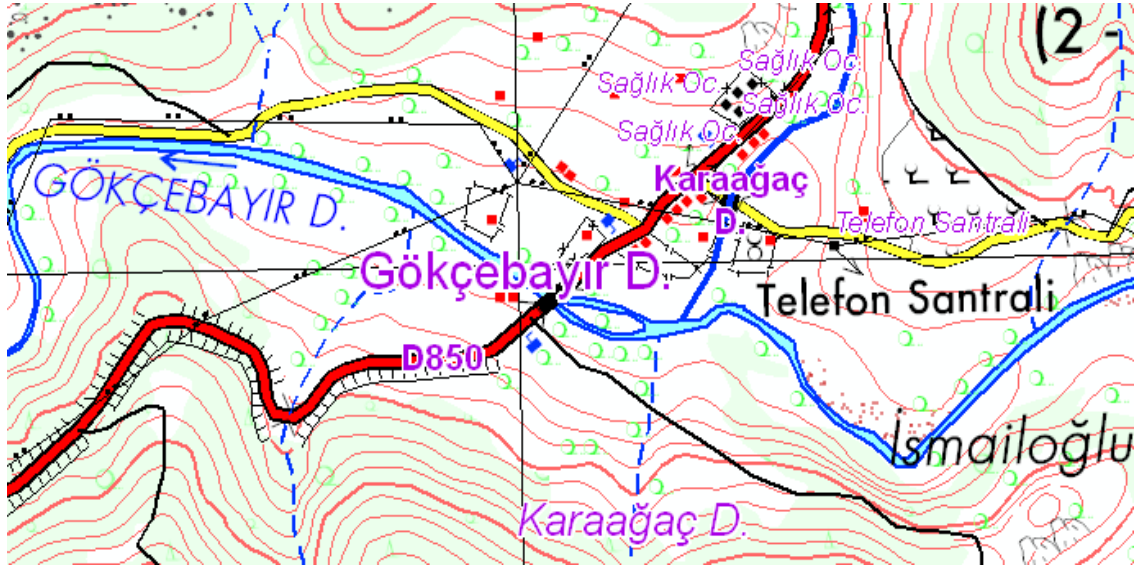 (2 -
Sağlık Oc.
Sağlık Oc.
Sağlık Oc.
Sağlık Oc.
Karaağaç
D.
GÖKÇEBAYIR D.
Telefon Santrali
Gökçebayır D.
Telefon Santrali
D850
İsmailoğlu
Karaağaç D.